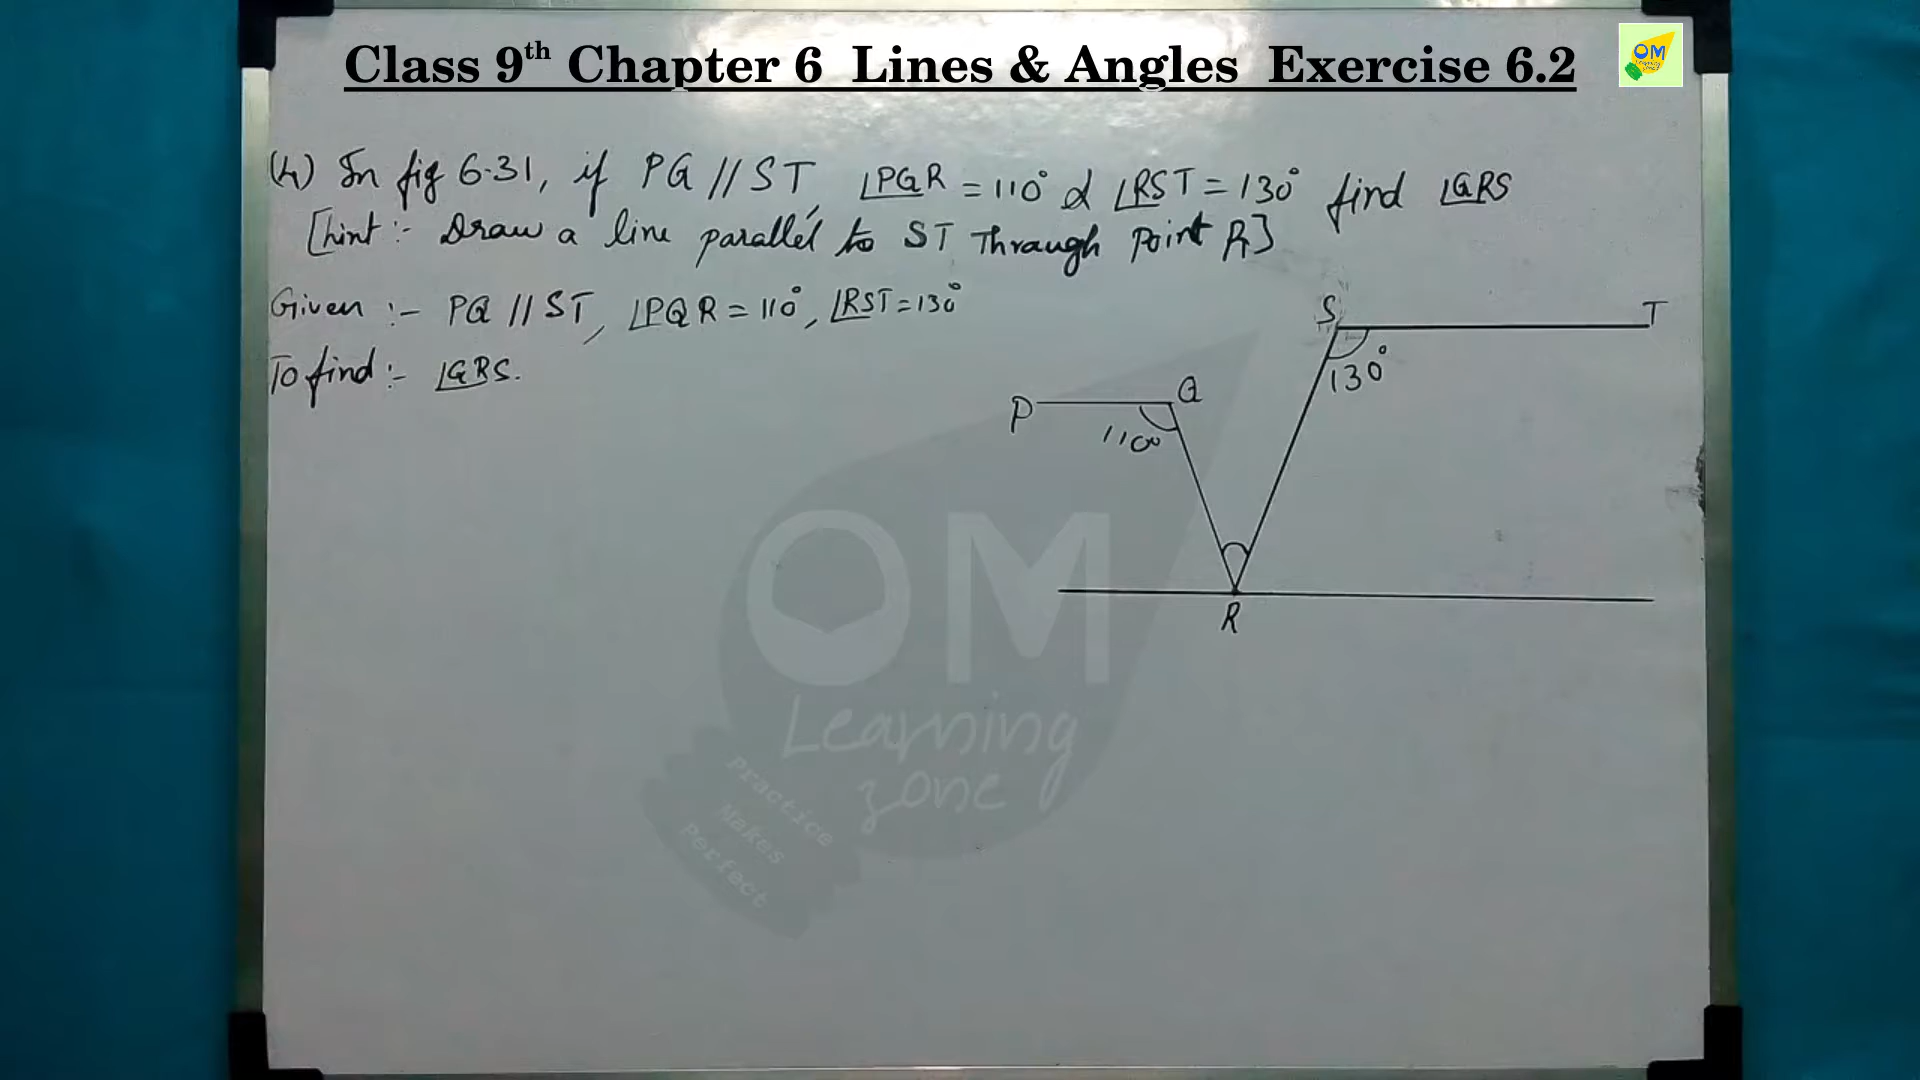 Class 9th Chapter 6 Lines & Angles Exercise 6.2
OM
(4) In fig 6.31, if PQ // ST, ∠PQR = 110° & ∠RST = 130° find ∠QRS
[hint :- Draw a line parallel to ST Through Point R]
Given :- PQ // ST, ∠PQR = 110°, ∠RST = 130°
To find :- ∠QRS.
S T
130°
P Q
110°
R
OM
Learning
zone
Practice
Makes
Perfect